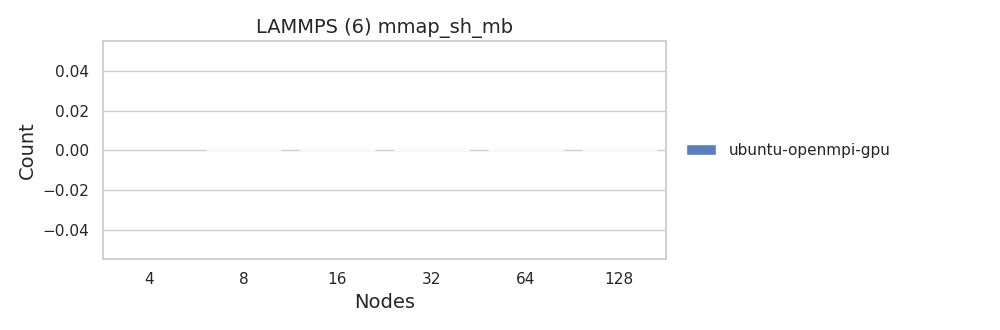 LAMMPS (6) mmap_sh_mb
Count
0.04
0.02
0.00
−0.02
−0.04
4 8 16 32 64 128
Nodes
ubuntu-openmpi-gpu